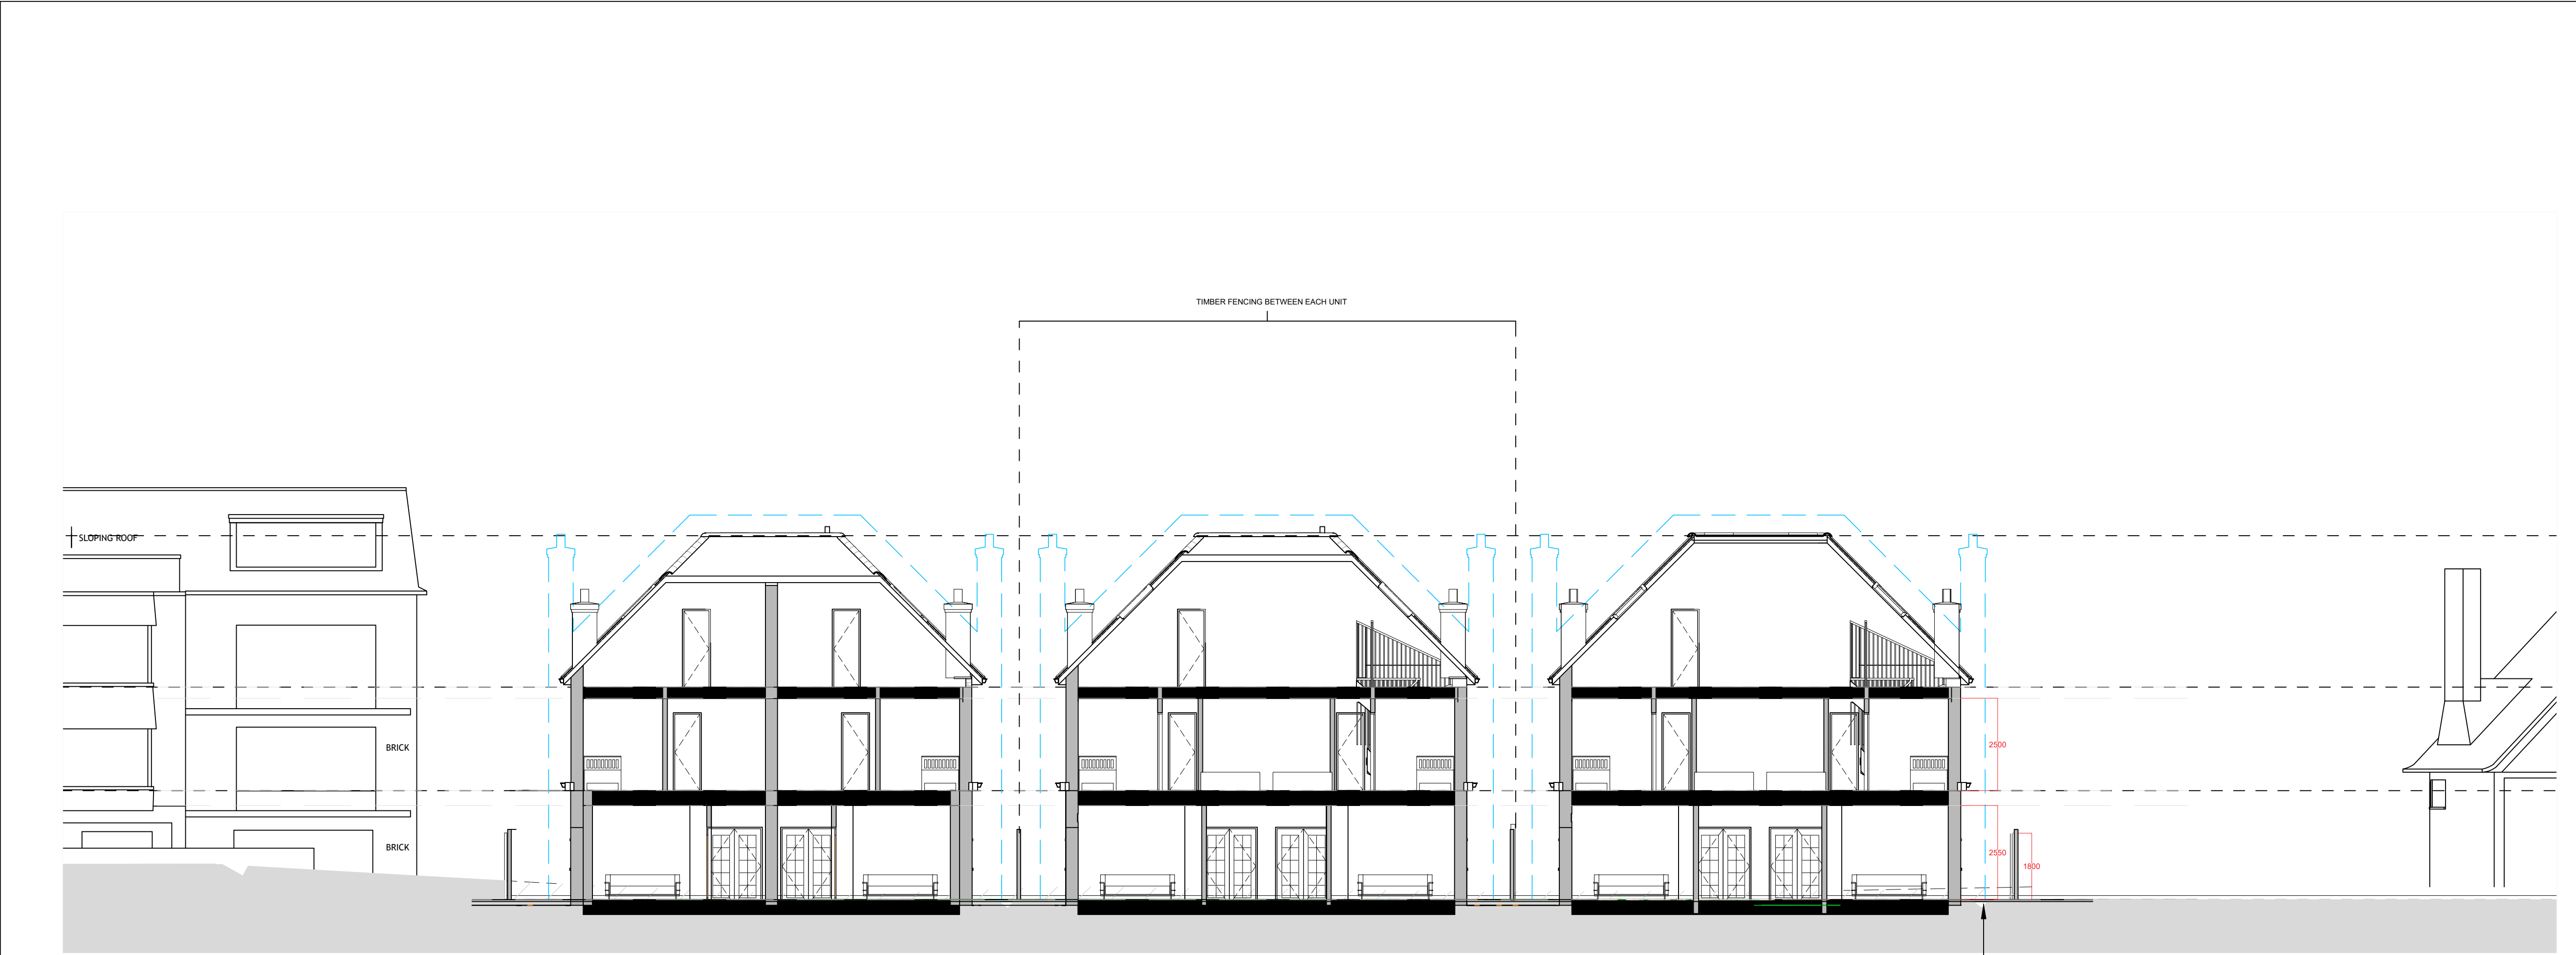 TIMBER FENCING BETWEEN EACH UNIT
SLOPING ROOF
BRICK
2500
BRICK
2550
1800